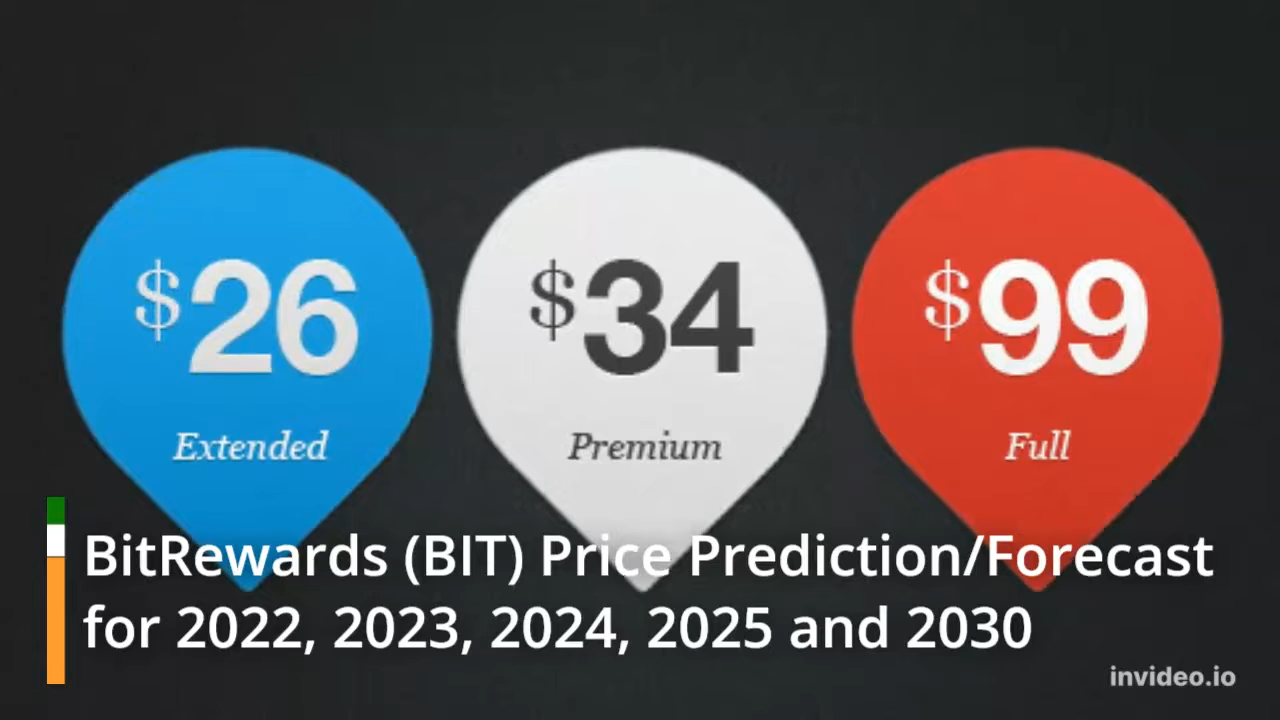 $26
$34
$99
Extended
Premium
Full
BitRewards (BIT) Price Prediction/Forecast
for 2022, 2023, 2024, 2025 and 2030
invideo.io